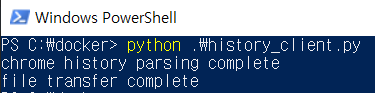 Windows PowerShell
PS C:₩docker> python .₩history_client.py
chrome history parsing complete
file transfer complete